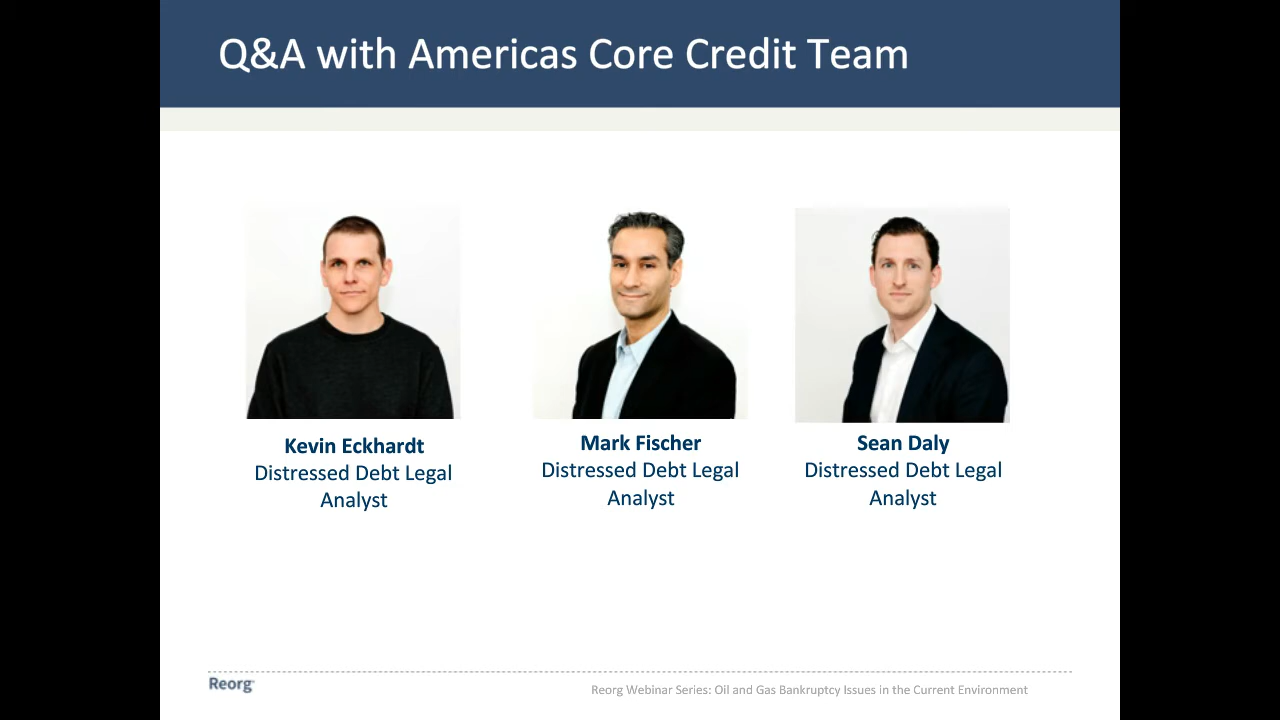 Q&A with Americas Core Credit Team
Kevin Eckhardt
Distressed Debt Legal
Analyst
Mark Fischer
Distressed Debt Legal
Analyst
Sean Daly
Distressed Debt Legal
Analyst
Reorg
Reorg Webinar Series: Oil and Gas Bankruptcy Issues in the Current Environment